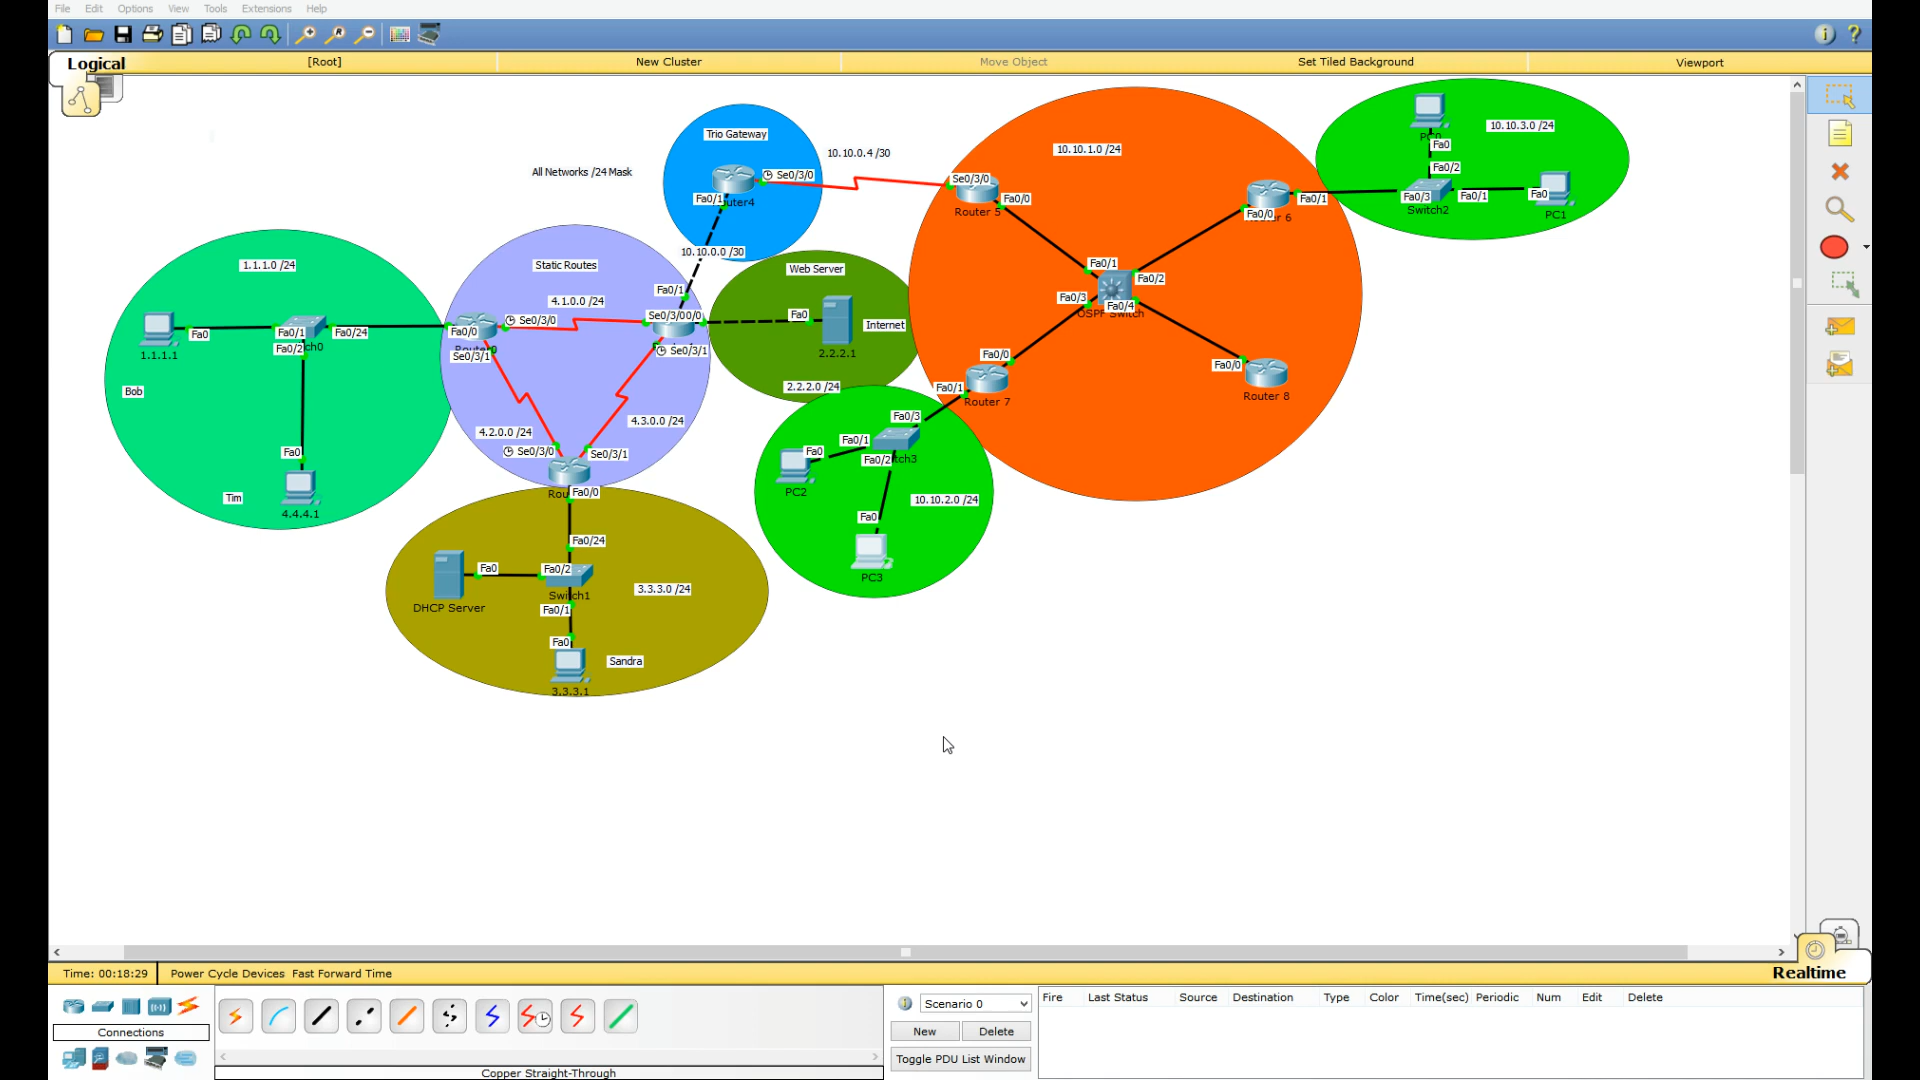 File Edit Options View Tools Extensions Help
Logical [Root] New Cluster Move Object Set Tiled Background Viewport
Trio Gateway
10.10.0.4 /30
Se0/3/0
Fa0/1
uter4
10.10.0.0 /30
All Networks /24 Mask
10.10.1.0 /24
Se0/3/0
Fa0/0
Router 5
Fa0/1
Fa0/0
Fa0/1
Fa0/2
Fa0/3
Fa0/4
OSPF Switch
Fa0/0
Router 7
Fa0/1
Fa0/0
Router 8
10.10.3.0 /24
Fa0
Fa0/2
Fa0/3
Fa0/1
Fa0
Switch2
PC1
1.1.1.0 /24
1.1.1.1
Fa0
Fa0/1
Fa0/24
Fa0/2
Bob
Fa0
Tim
4.4.4.1
Static Routes
4.1.0.0 /24
Fa0/1
Fa0/0
Se0/3/0
Se0/3/1
Se0/3/1
4.2.0.0 /24
4.3.0.0 /24
Se0/3/0
Se0/3/1
Fa0/0
Web Server
Fa0
Internet
2.2.2.1
2.2.2.0 /24
Fa0/3
Fa0/1
Fa0
Fa0/2
tch3
PC2
10.10.2.0 /24
Fa0
PC3
Fa0/24
Fa0
Fa0/2
Switch1
DHCP Server
3.3.3.0 /24
Fa0/1
Fa0
Sandra
3.3.3.1
Time: 00:18:29 Power Cycle Devices Fast Forward Time
Realtime
Connections
Copper Straight-Through
Scenario 0
New Delete
Toggle PDU List Window
Fire Last Status Source Destination Type Color Time(sec) Periodic Num Edit Delete